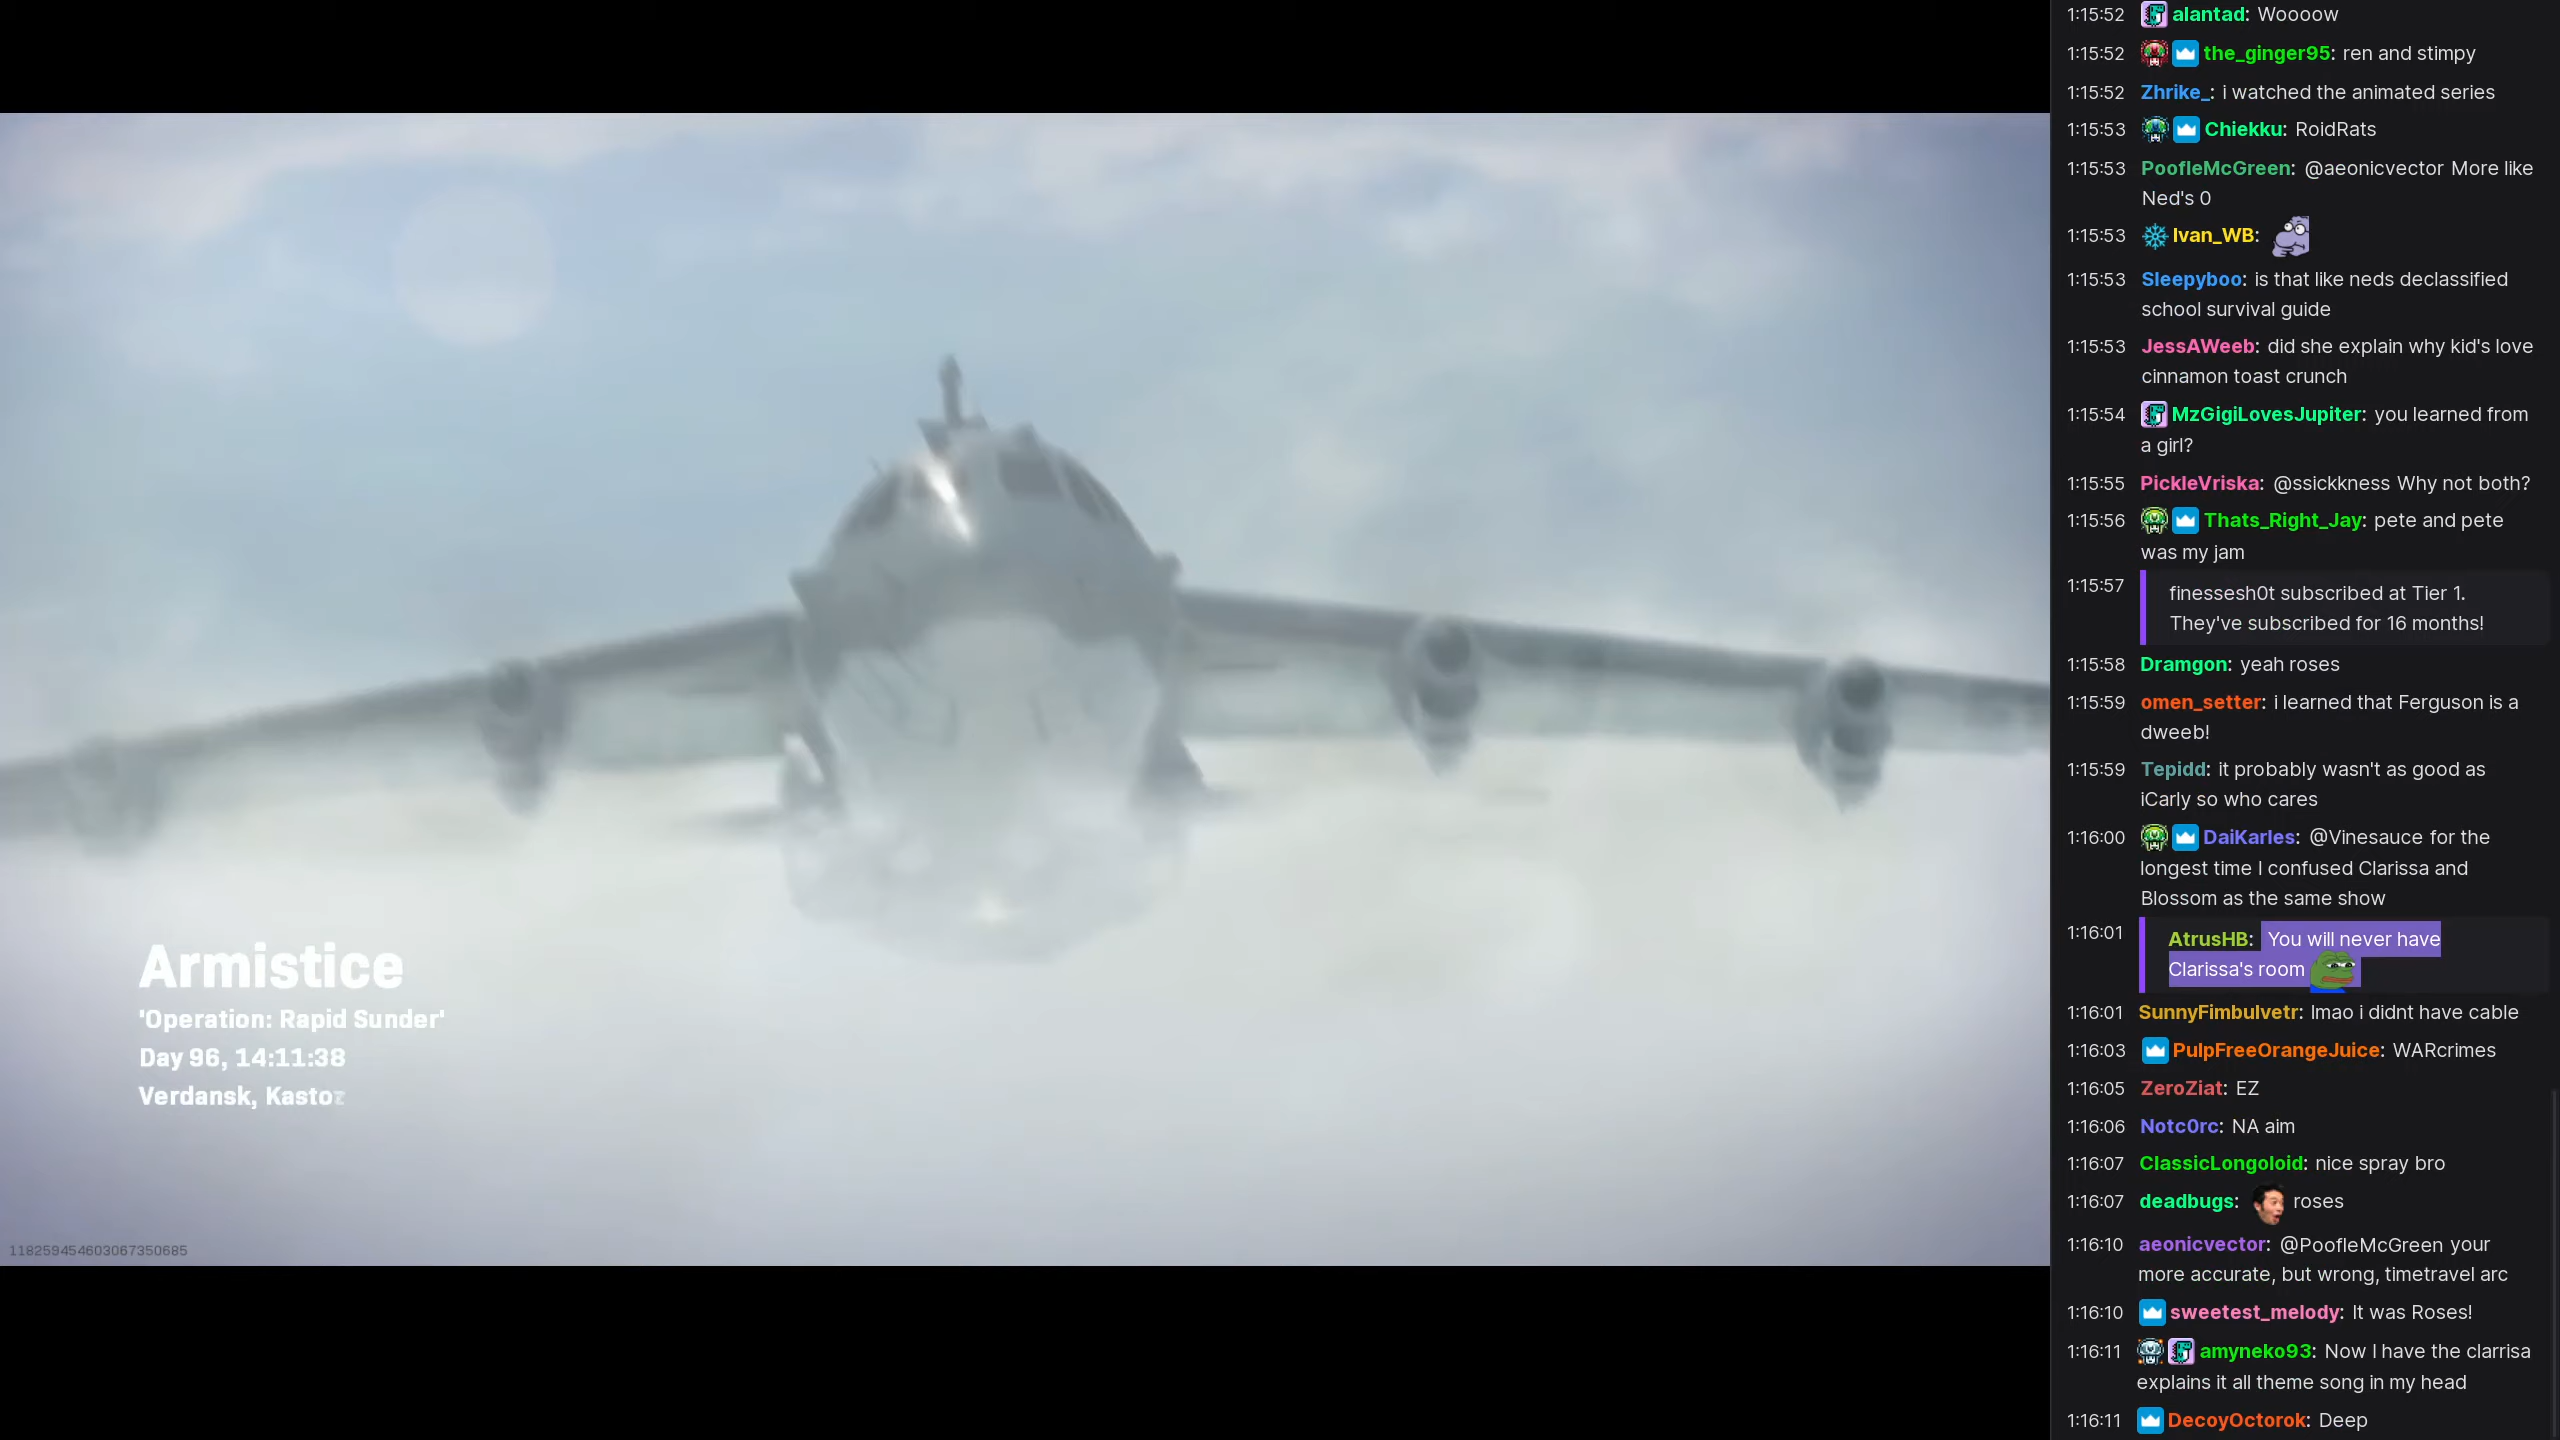 Armistice
'Operation: Rapid Sunder'
Day 96, 14:11:38
Verdansk, Kasto
118259454603067350685
1:15:52 alantad: Woooow
1:15:52 the_ginger95: ren and stimpy
1:15:52 Zhrike_: i watched the animated series
1:15:53 Chiekku: RoidRats
1:15:53 PoofleMcGreen: @aeonicvector More like
Ned's 0
1:15:53 Ivan_WB:
1:15:53 Sleepyboo: is that like neds declassified
school survival guide
1:15:53 JessAWeeb: did she explain why kid's love
cinnamon toast crunch
1:15:54 MzGigiLovesJupiter: you learned from
a girl?
1:15:55 PickleVriska: @ssickkness Why not both?
1:15:56 Thats_Right_Jay: pete and pete
was my jam
1:15:57 finessesh0t subscribed at Tier 1.
They've subscribed for 16 months!
1:15:58 Dramgon: yeah roses
1:15:59 omen_setter: i learned that Ferguson is a
dweeb!
1:15:59 Tepidd: it probably wasn't as good as
iCarly so who cares
1:16:00 DaiKarles: @Vinesauce for the
longest time I confused Clarissa and
Blossom as the same show
1:16:01 AtrusHB: You will never have
Clarissa's room
1:16:01 SunnyFimbulvetr: lmao i didnt have cable
1:16:03 PulpFreeOrangeJuice: WARcrimes
1:16:05 ZeroZiat: EZ
1:16:06 Notc0rc: NA aim
1:16:07 ClassicLongoloid: nice spray bro
1:16:07 deadbugs: roses
1:16:10 aeonicvector: @PoofleMcGreen your
more accurate, but wrong, timetravel arc
1:16:10 sweetest_melody: It was Roses!
1:16:11 amyneko93: Now I have the clarrisa
explains it all theme song in my head
1:16:11 DecoyOctorok: Deep